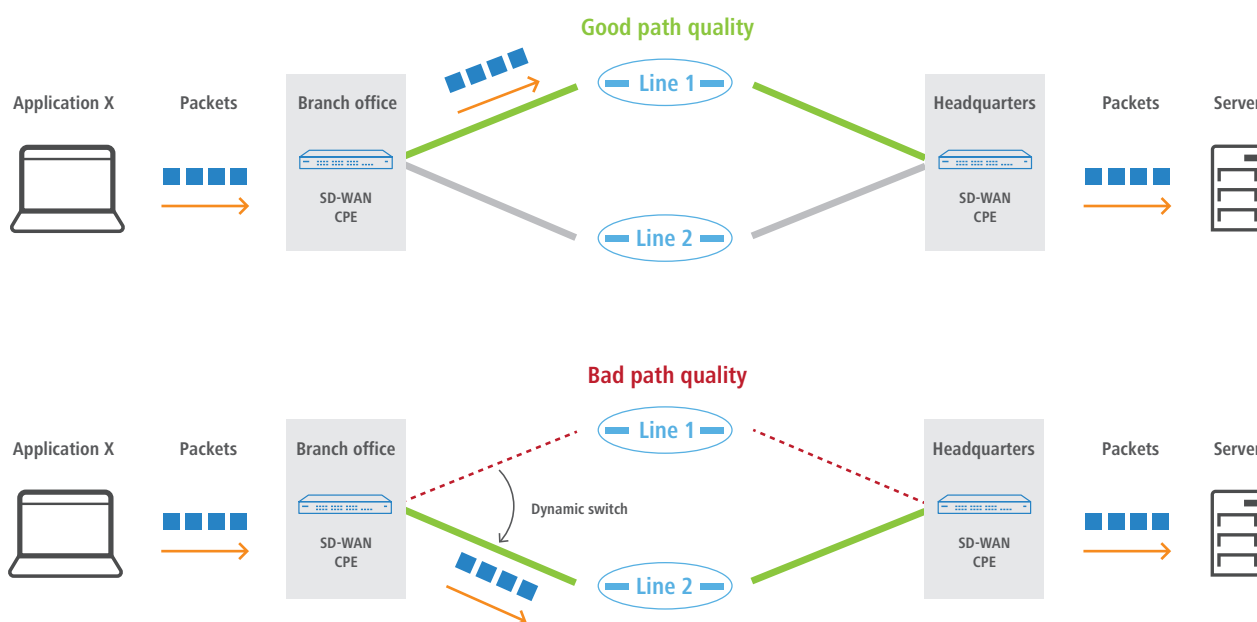 Good path quality
Application X
Packets
Branch office
Line 1
Headquarters
Packets
Server
SD-WAN
CPE
SD-WAN
CPE
Line 2
Bad path quality
Application X
Packets
Branch office
Line 1
Headquarters
Packets
Server
Dynamic switch
SD-WAN
CPE
SD-WAN
CPE
Line 2